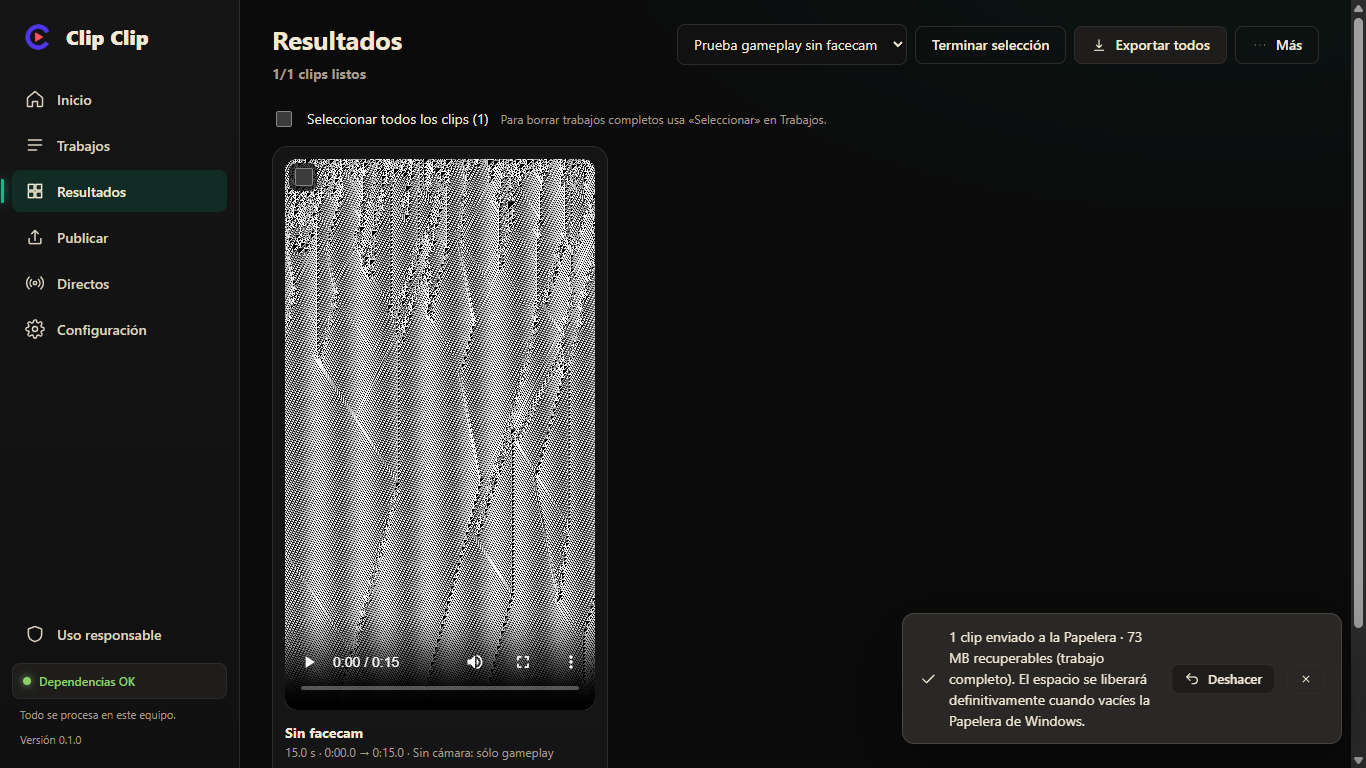 Clip Clip
Inicio
Trabajos
Resultados
Publicar
Directos
Configuración
Uso responsable
Dependencias OK
Todo se procesa en este equipo.
Versión 0.1.0
Resultados
1/1 clips listos
Prueba gameplay sin facecam
Terminar selección
Exportar todos
Más
Seleccionar todos los clips (1)
Para borrar trabajos completos usa «Seleccionar» en Trabajos.
0:00 / 0:15
Sin facecam
15.0 s · 0:00.0 → 0:15.0 · Sin cámara: sólo gameplay
1 clip enviado a la Papelera · 73
MB recuperables (trabajo
completo). El espacio se liberará
definitivamente cuando vacíes la
Papelera de Windows.
Deshacer